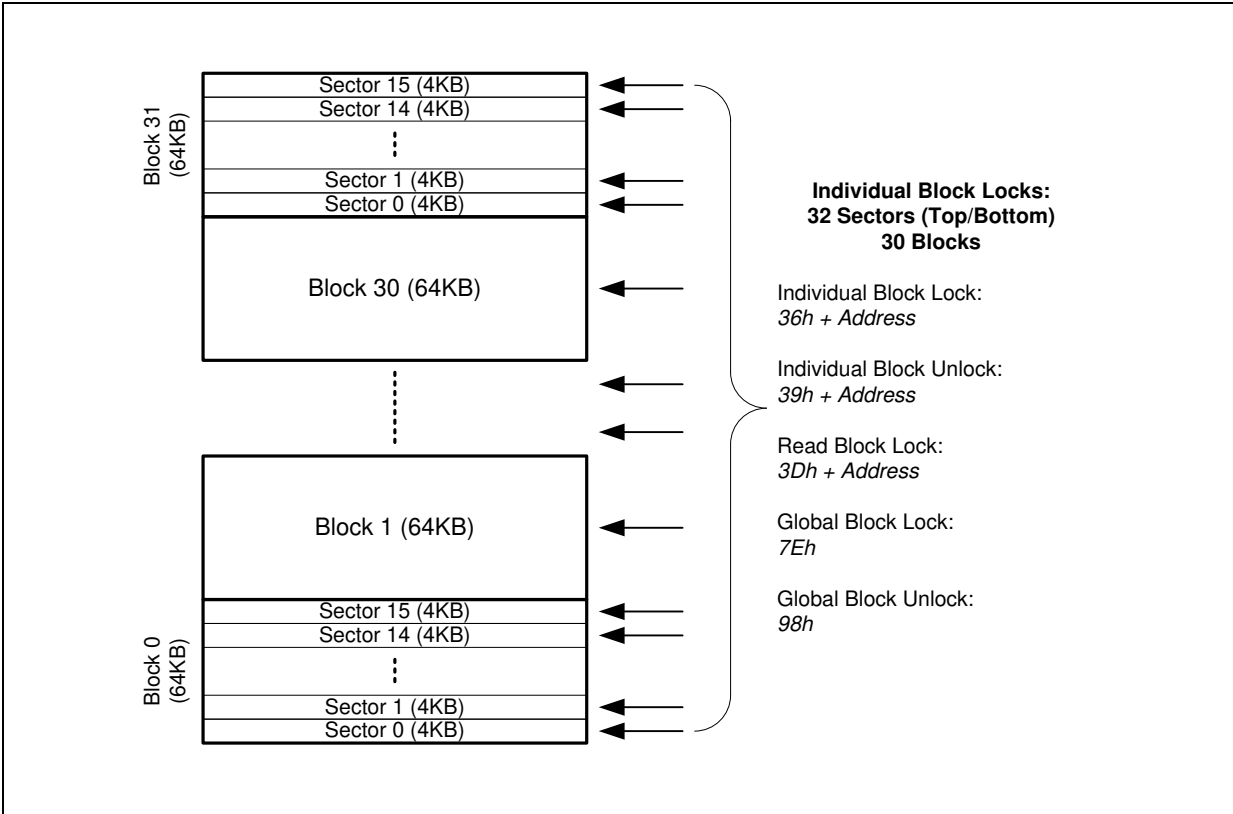 Block 31
(64KB)
Sector 15 (4KB)
Sector 14 (4KB)
Sector 1 (4KB)
Sector 0 (4KB)
Block 30 (64KB)
Block 1 (64KB)
Block 0
(64KB)
Sector 15 (4KB)
Sector 14 (4KB)
Sector 1 (4KB)
Sector 0 (4KB)
Individual Block Locks:
32 Sectors (Top/Bottom)
30 Blocks
Individual Block Lock:
36h + Address
Individual Block Unlock:
39h + Address
Read Block Lock:
3Dh + Address
Global Block Lock:
7Eh
Global Block Unlock:
98h